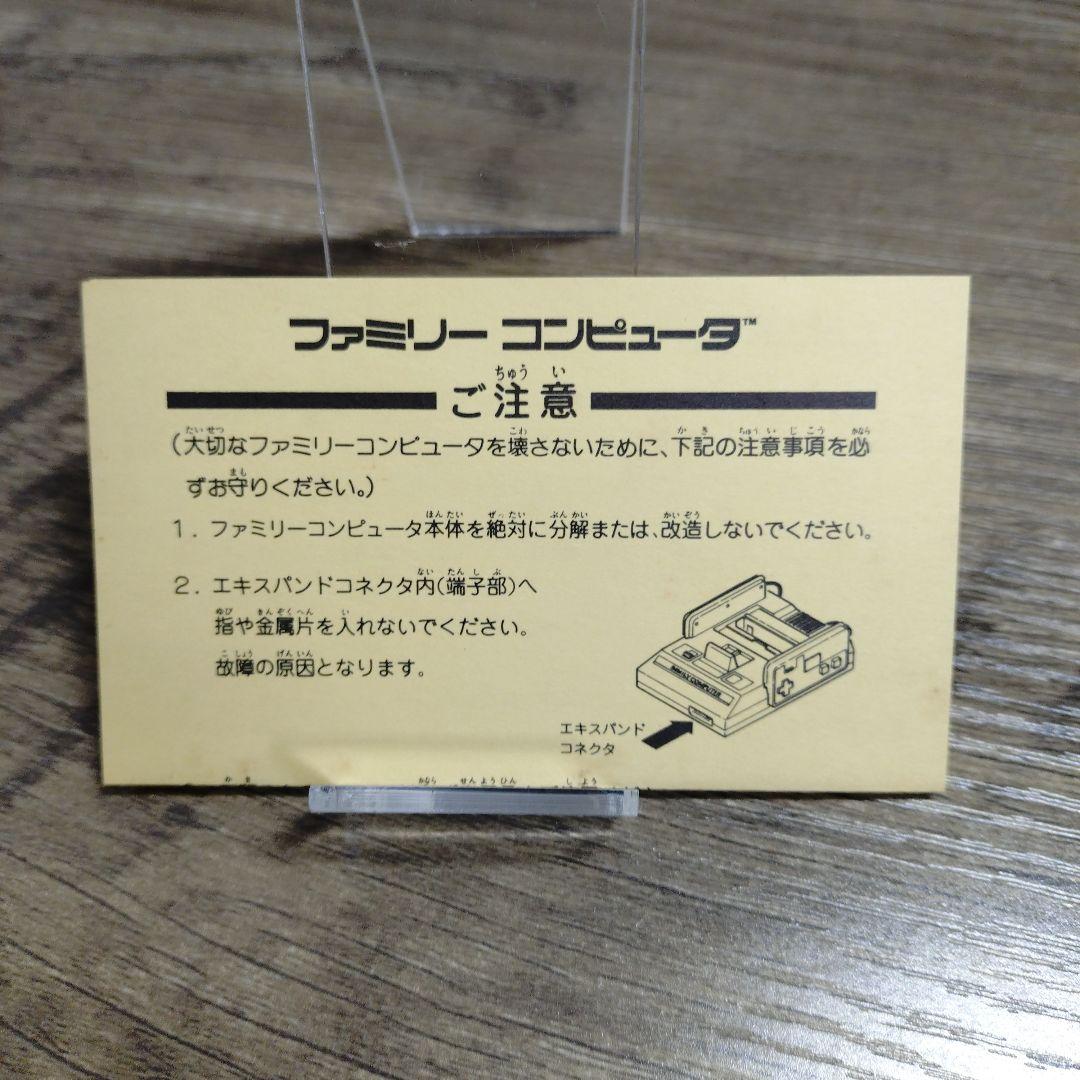 ファミリー コンピュータ™
ご注意
(大切なファミリーコンピュータを壊さないために、下記の注意事項を必
ずお守りください。)
1. ファミリーコンピュータ本体を絶対に分解または、改造しないでください。
2. エキスパンドコネクタ内(端子部)へ
指や金属片を入れないでください。
故障の原因となります。
エキスパンド
コネクタ
FAMILY COMPUTER